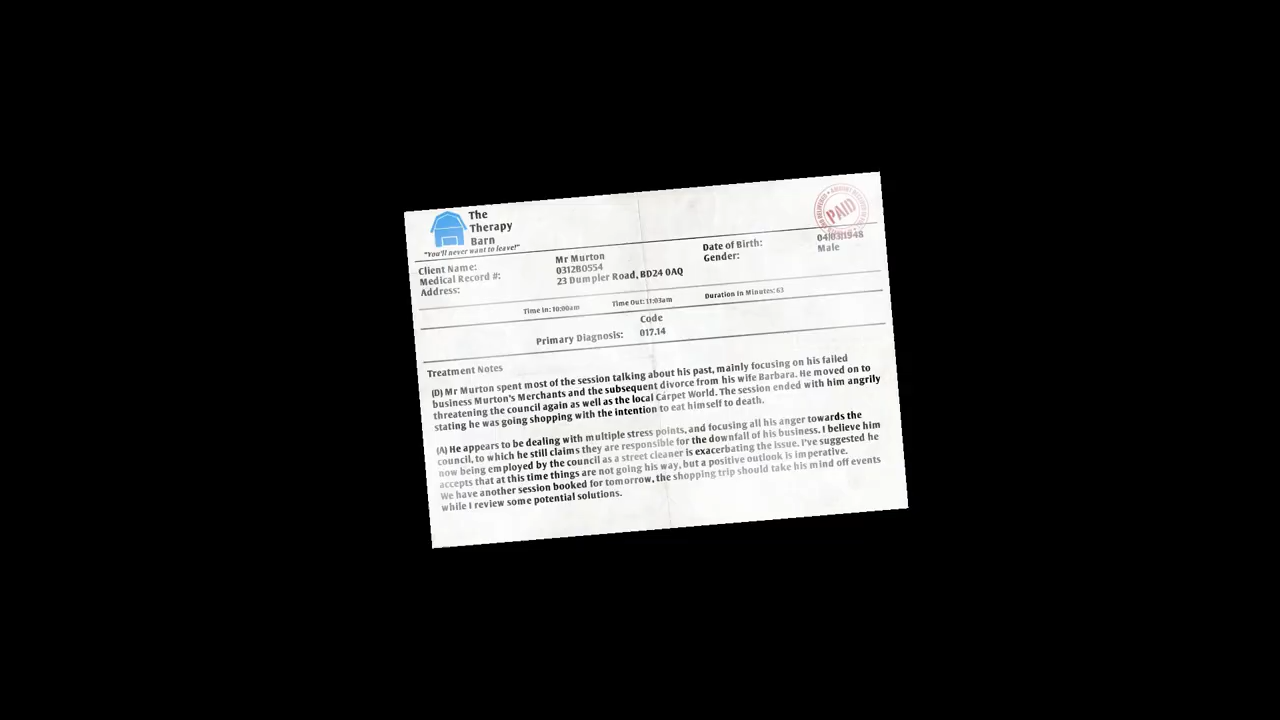 The
Therapy
Barn
"You'll never want to leave!"
PAID
Client Name: Mr Murton
Medical Record #: 0312B0554
Address: 23 Dumpler Road, BD24 0AQ
Date of Birth: 04/03/1948
Gender: Male
Time In: 10:00am Time Out: 11:03am Duration in Minutes: 63
Code
Primary Diagnosis: 017.14
Treatment Notes
(D) Mr Murton spent most of the session talking about his past, mainly focusing on his failed
business Murton's Merchants and the subsequent divorce from his wife Barbara. He moved on to
threatening the council again as well as the local Carpet World. The session ended with him angrily
stating he was going shopping with the intention to eat himself to death.
(A) He appears to be dealing with multiple stress points, and focusing all his anger towards the
council, to which he still claims they are responsible for the downfall of his business. I believe him
now being employed by the council as a street cleaner is exacerbating the issue. I've suggested he
accepts that at this time things are not going his way, but a positive outlook is imperative.
We have another session booked for tomorrow, the shopping trip should take his mind off events
while I review some potential solutions.